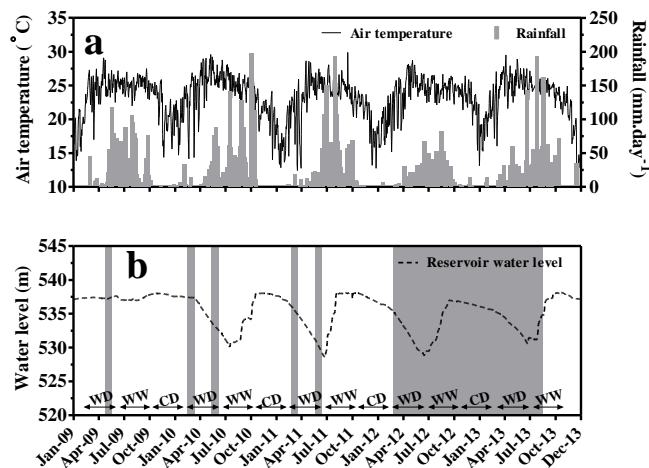 a
Air temperature
Rainfall
Air temperature (°C)
35
30
25
20
15
10
Rainfall (mm.day-1)
250
200
150
100
50
0
b
Reservoir water level
Water level (m)
545
540
535
530
525
520
WD WW CD WD WW CD WD WW CD WD WW CD WD WW
Jan-09 Apr-09 Jul-09 Oct-09 Jan-10 Apr-10 Jul-10 Oct-10 Jan-11 Apr-11 Jul-11 Oct-11 Jan-12 Apr-12 Jul-12 Oct-12 Jan-13 Apr-13 Jul-13 Oct-13 Dec-13